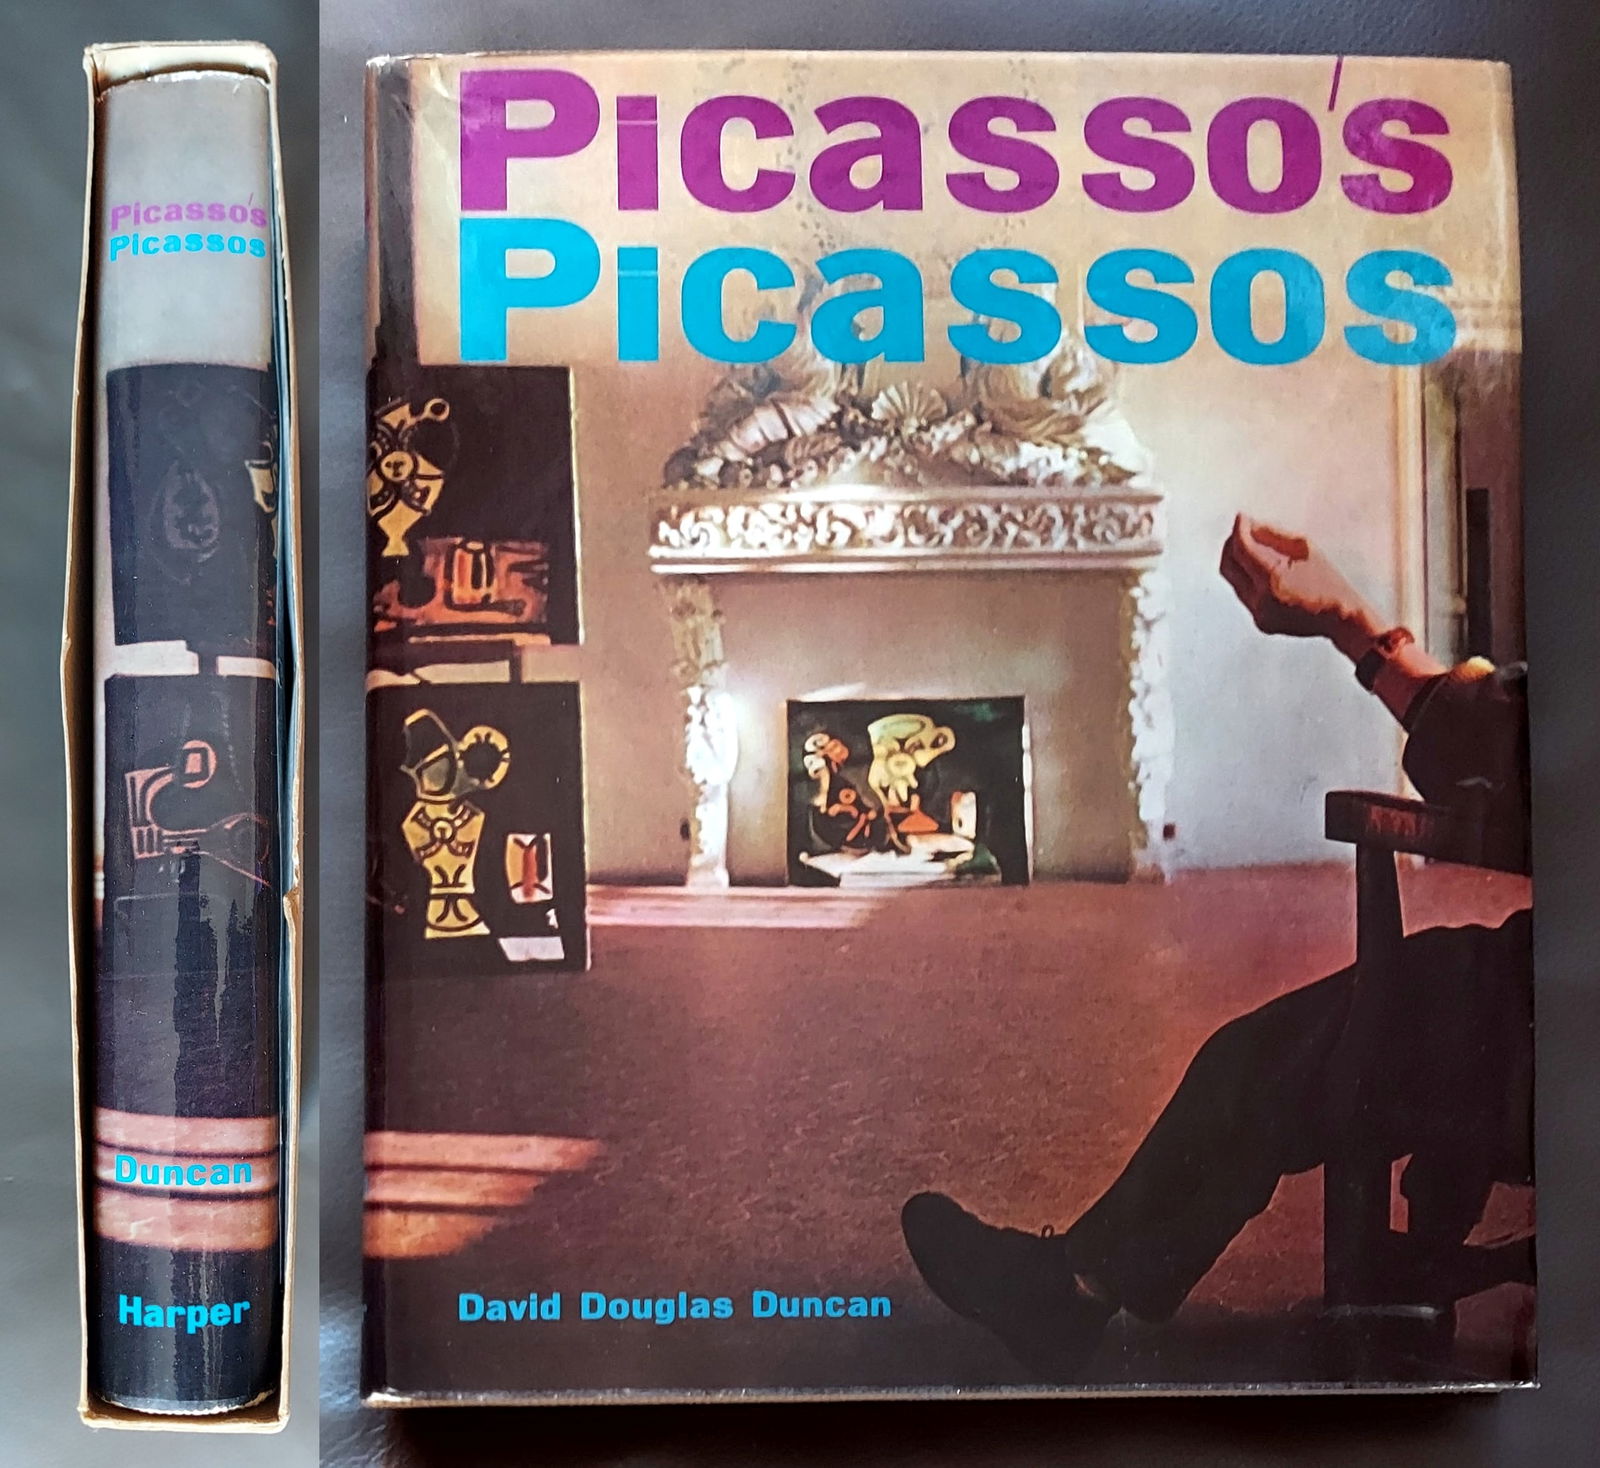 Picasso's
Picassos
Duncan
Harper
Picasso's
Picassos
David Douglas Duncan